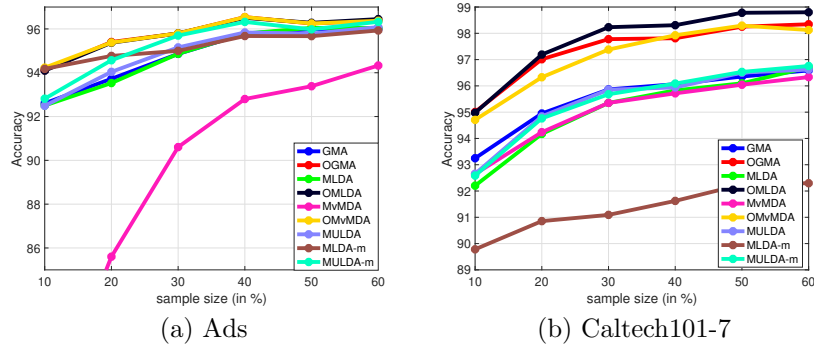 96
94
92
90
88
86
Accuracy
GMA
OGMA
MLDA
OMLDA
MvMDA
OMvMDA
MULDA
MLDA-m
MULDA-m
10 20 30 40 50 60
sample size (in %)
(a) Ads
99
98
97
96
95
94
93
92
91
90
89
Accuracy
GMA
OGMA
MLDA
OMLDA
MvMDA
OMvMDA
MULDA
MLDA-m
MULDA-m
10 20 30 40 50 60
sample size (in %)
(b) Caltech101-7